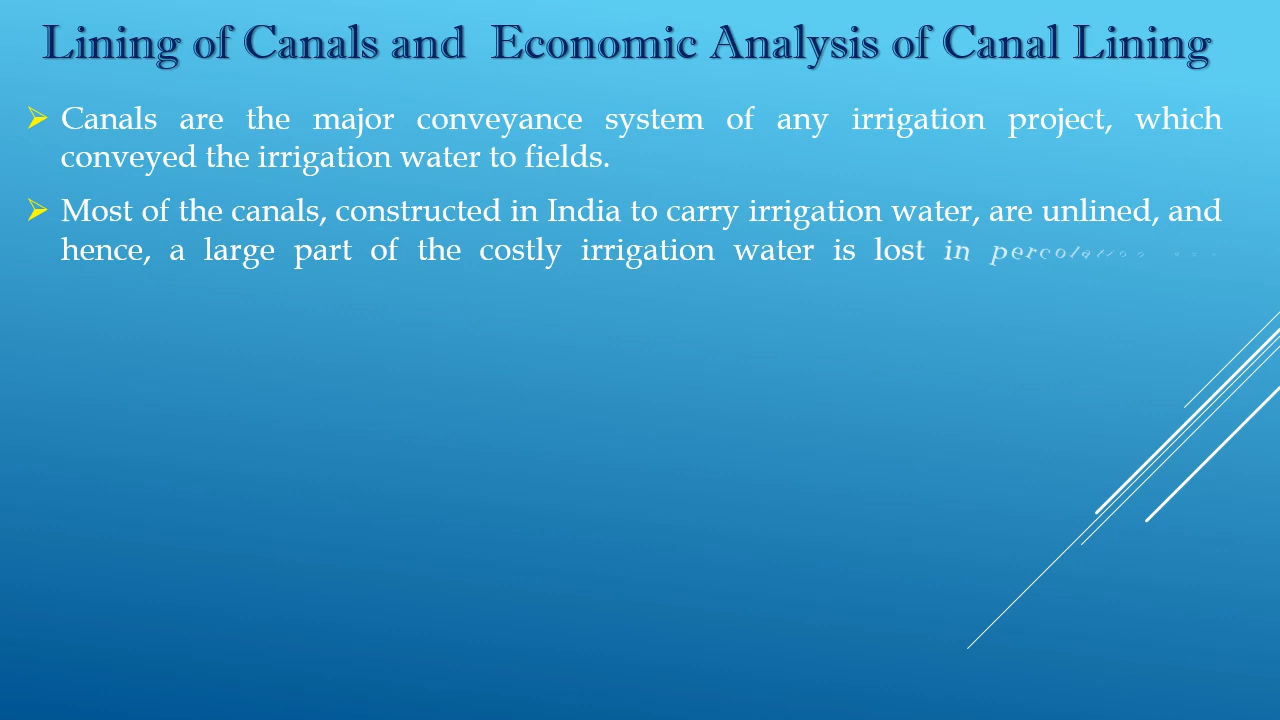 Lining of Canals and Economic Analysis of Canal Lining
Canals are the major conveyance system of any irrigation project, which
conveyed the irrigation water to fields.
Most of the canals, constructed in India to carry irrigation water, are unlined, and
hence, a large part of the costly irrigation water is lost in percolation